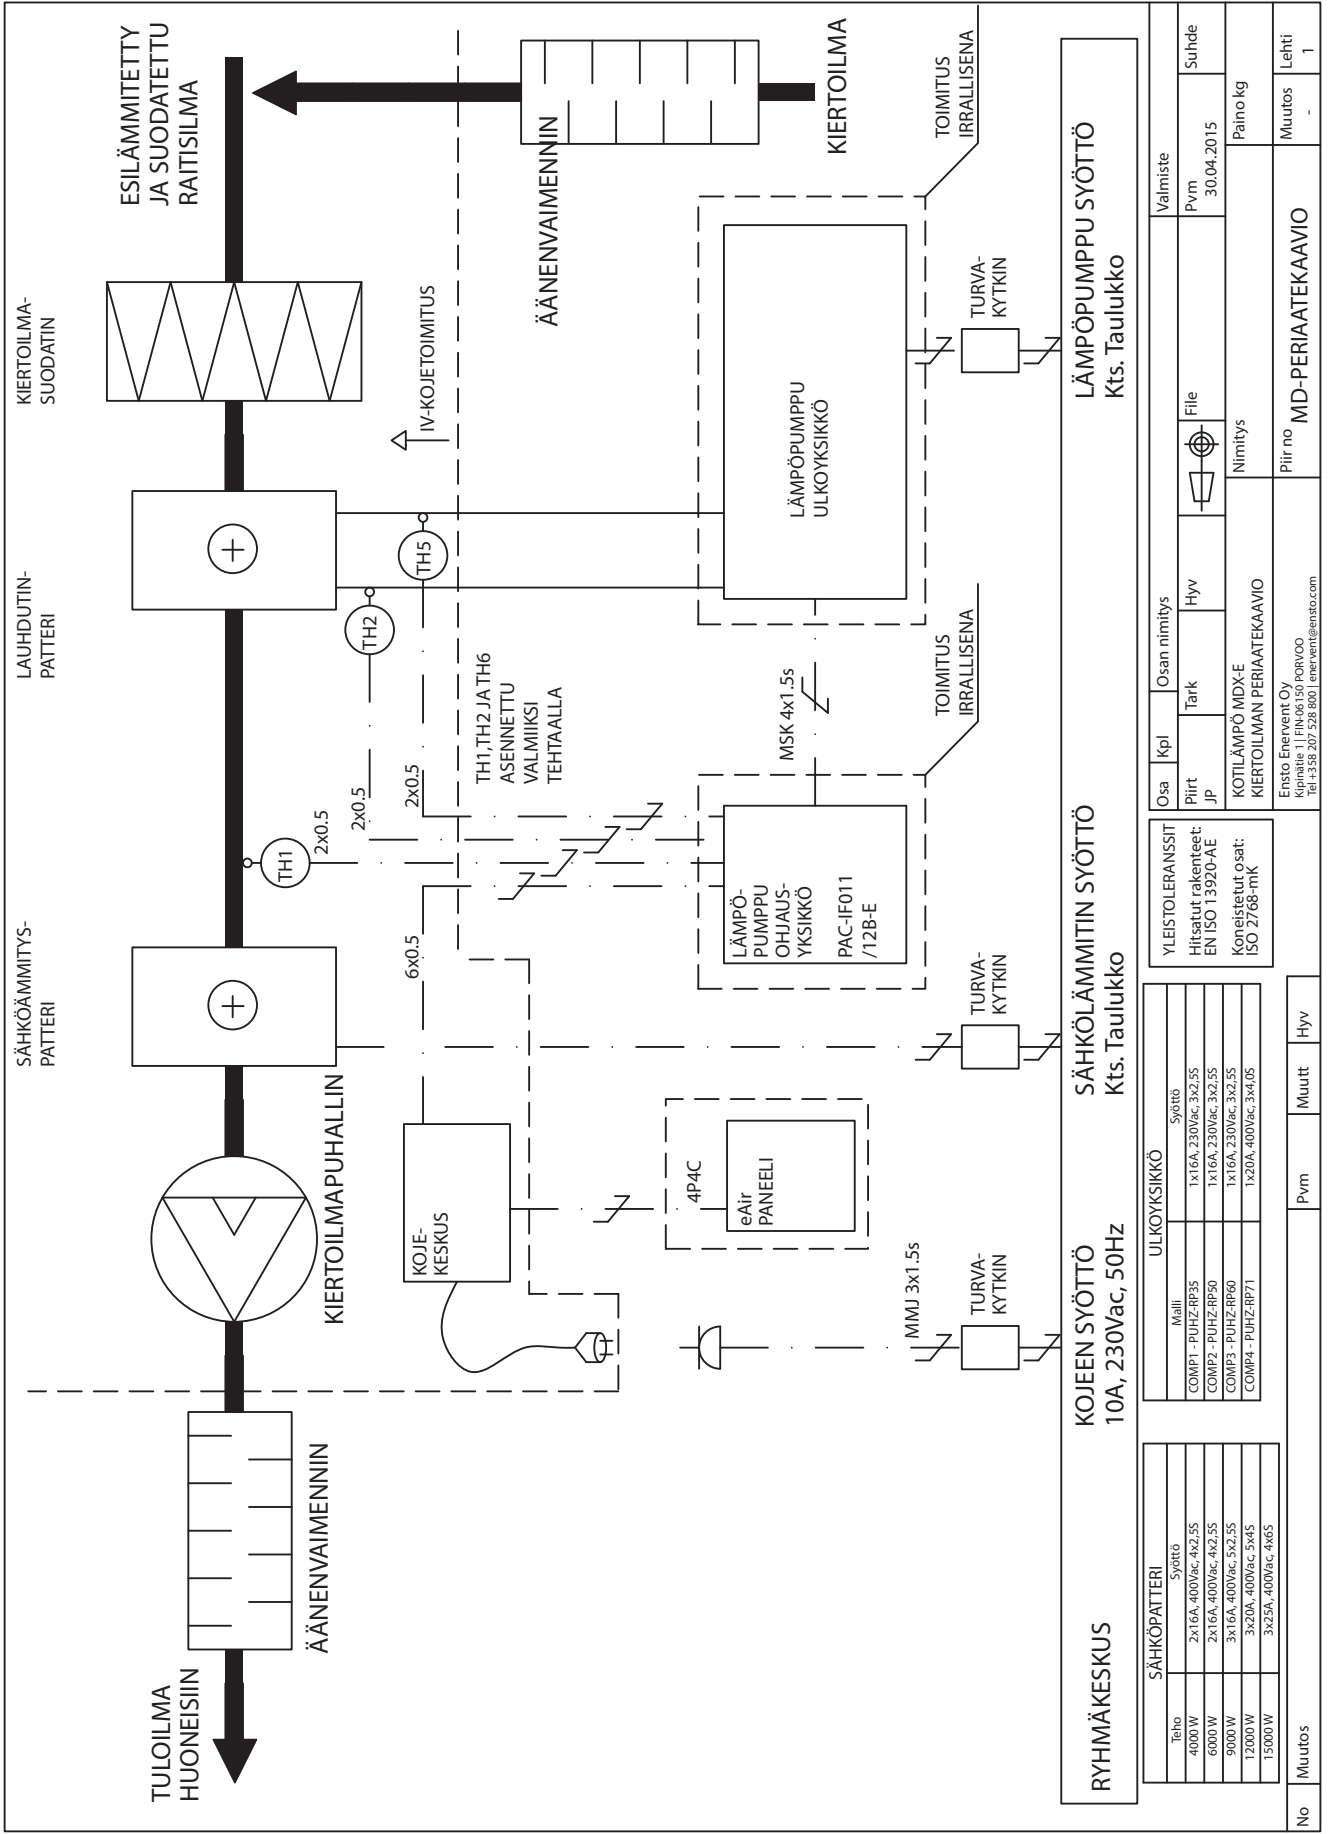 SÄHKÖÄMMITYS-
PATTERI
LAUHDUTIN-
PATTERI
KIERTOILMA-
SUODATIN
TULOILMA
HUONEISIIN
ESILÄMMITETTY
JA SUODATETTU
RAITISILMA
ÄÄNENVAIMENNIN
KIERTOILMAPUHALLIN
TH1
2x0.5
TH2
2x0.5
TH5
2x0.5
6x0.5
IV-KOJETOIMITUS
TH1,TH2 JA TH6
ASENNETTU
VALMIIKSI
TEHTAALLA
ÄÄNENVAIMENNIN
KIERTOILMA
KOJE-
KESKUS
4P4C
eAir
PANEELI
LÄMPÖ-
PUMPPU
OHJAUS-
YKSIKKÖ
PAC-IF011
/12B-E
MSK 4x1.5s
LÄMPÖPUMPPU
ULKOYKSIKKÖ
TOIMITUS
IRRALLISENA
TOIMITUS
IRRALLISENA
MMJ 3x1.5s
TURVA-
KYTKIN
TURVA-
KYTKIN
TURVA-
KYTKIN
RYHMÄKESKUS
KOJEEN SYÖTTÖ
10A, 230Vac, 50Hz
SÄHKÖLÄMMITIN SYÖTTÖ
Kts. Taulukko
LÄMPÖPUMPPU SYÖTTÖ
Kts. Taulukko
SÄHKÖPATTERI
Teho Syöttö
4000 W 2x16A, 400Vac, 4x2,5S
6000 W 2x16A, 400Vac, 4x2,5S
9000 W 3x16A, 400Vac, 5x2,5S
12000 W 3x20A, 400Vac, 5x4S
15000 W 3x25A, 400Vac, 4x6S
ULKOYKSIKKÖ
Malli Syöttö
COMP1 - PUHZ-RP35 1x16A, 230Vac, 3x2,5S
COMP2 - PUHZ-RP50 1x16A, 230Vac, 3x2,5S
COMP3 - PUHZ-RP60 1x16A, 230Vac, 3x2,5S
COMP4 - PUHZ-RP71 1x20A, 400Vac, 3x4,0S
No Muutos Pvm Muutt Hyv
YLEISTOLERANSSIT
Hitsatut rakenteet:
EN ISO 13920-AE
Koneistetut osat:
ISO 2768-mK
Osa Kpl Osan nimitys Valmiste
Piirt Tark Hyv File Pvm Suhde
JP 30.04.2015
KOTILÄMPÖ MDX-E
KIERTOILMAN PERIAATEKAAVIO
Nimitys Paino kg
Ensto Enervent Oy
Kipinätie 1 | FIN-06150 PORVOO
Tel +358 207 528 800 | enervent@ensto.com
Piir no MD-PERIAATEKAAVIO
Muutos Lehti
- 1